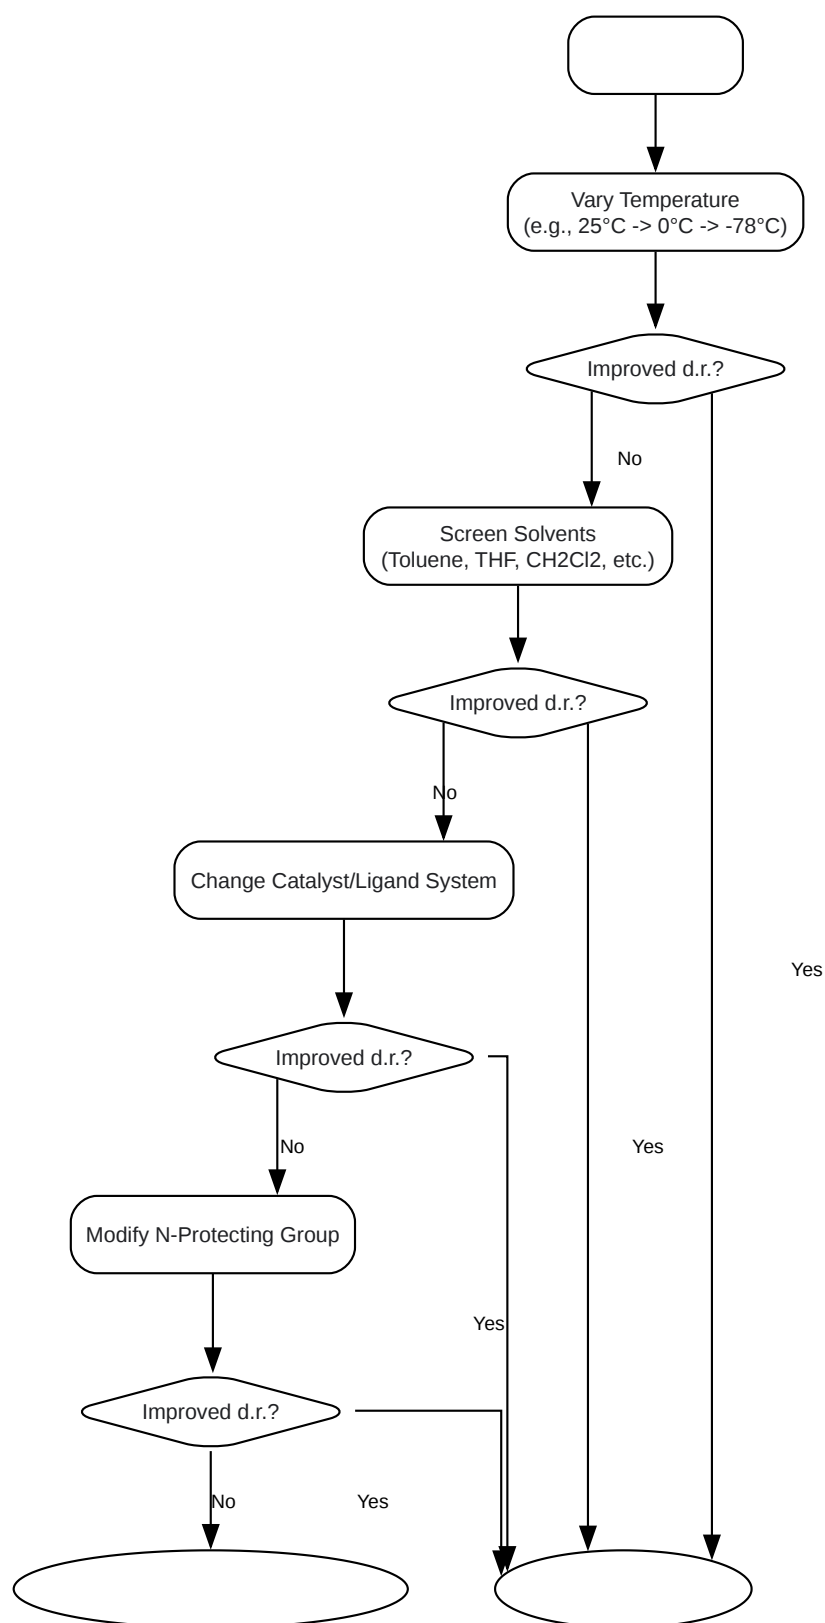 Vary Temperature
(e.g., 25°C -> 0°C -> -78°C)
Improved d.r.?
No
Screen Solvents
(Toluene, THF, CH2Cl2, etc.)
Improved d.r.?
No
Change Catalyst/Ligand System
Yes
Improved d.r.?
No
Yes
Modify N-Protecting Group
Yes
Improved d.r.?
No
Yes